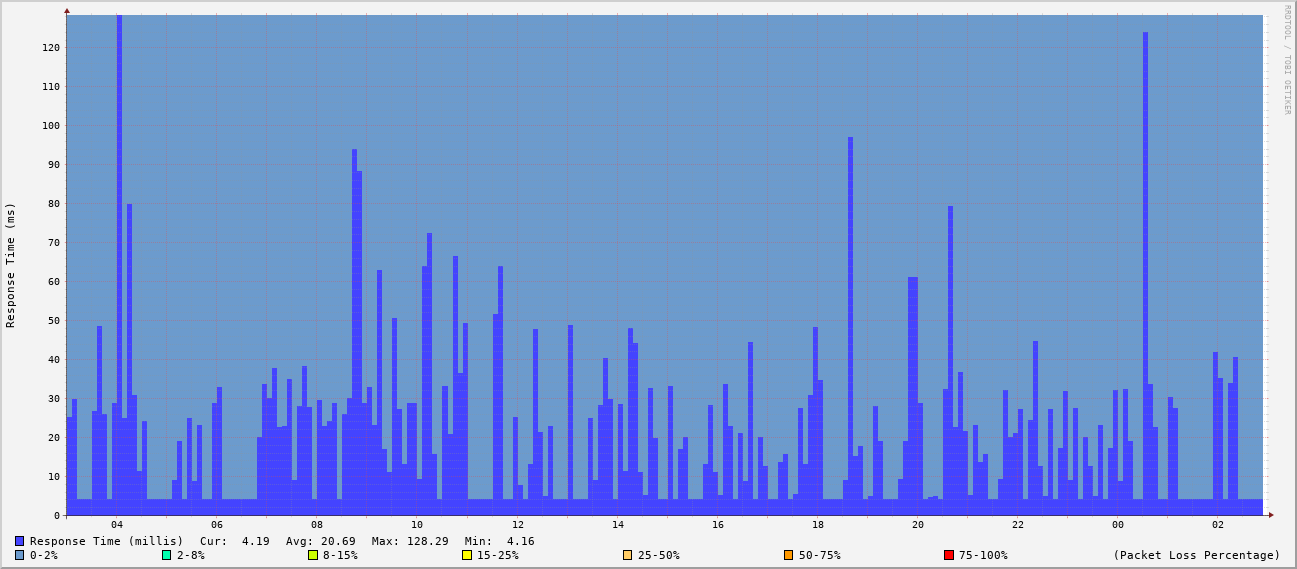 RRDTOOL / TOBI OETIKER
Response Time (ms)
120
110
100
90
80
70
60
50
40
30
20
10
0
04 06 08 10 12 14 16 18 20 22 00 02
Response Time (millis) Cur: 4.19 Avg: 20.69 Max: 128.29 Min: 4.16
0-2% 2-8% 8-15% 15-25% 25-50% 50-75% 75-100% (Packet Loss Percentage)